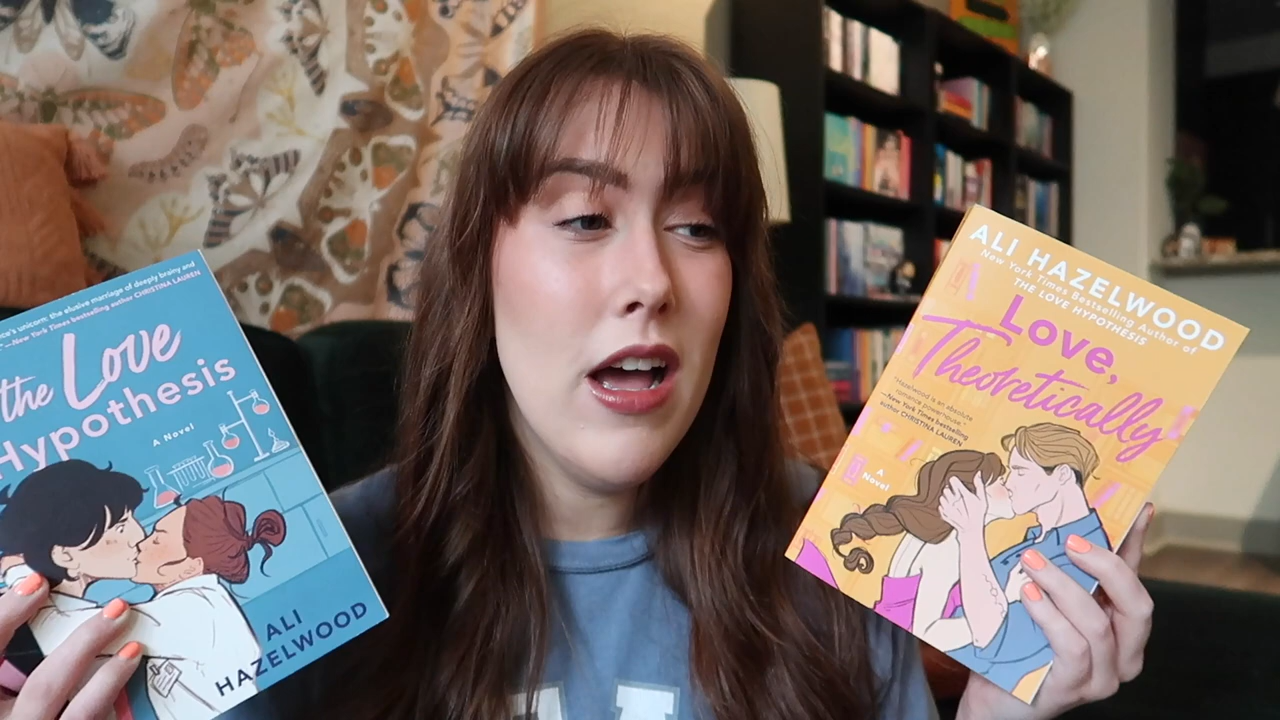 ce's unicorn: the elusive marriage of deeply brainy and
—New York Times bestselling author CHRISTINA LAUREN
the Love
Hypothesis
A Novel
ALI
HAZELWOOD
ALI HAZELWOOD
New York Times Bestselling Author of
THE LOVE HYPOTHESIS
Love,
Theoretically
"Hazelwood is an absolute
romance powerhouse."
—New York Times bestselling
author CHRISTINA LAUREN
A
Novel